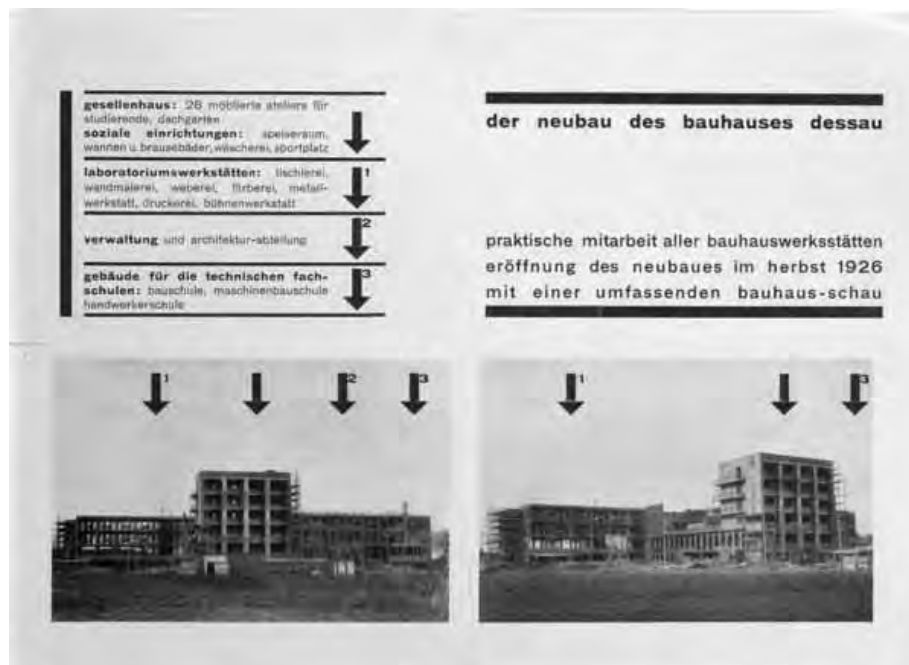 gesellenhaus: 28 möblierte ateliers für
studierende, dachgarten
soziale einrichtungen: speiseraum,
wannen u. brausebäder, wäscherei, sportplatz
laboratoriumswerkstätten: tischlerei,
wandmalerei, weberei, färberei, metall-
werkstatt, druckerei, bühnenwerkstatt
1
verwaltung und architektur-abteilung
2
gebäude für die technischen fach-
schulen: bauschule, maschinenbauschule
handwerkerschule
3
der neubau des bauhauses dessau
praktische mitarbeit aller bauhauswerksstätten
eröffnung des neubaues im herbst 1926
mit einer umfassenden bauhaus-schau
1 2 3
1 3